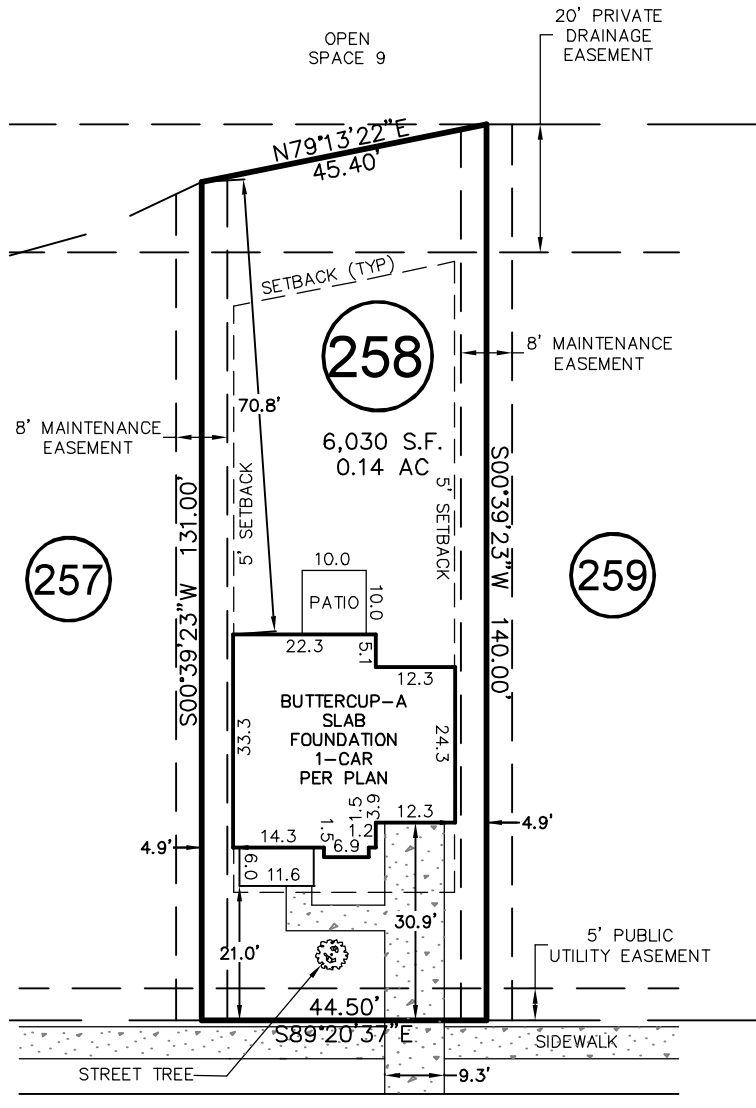 20' PRIVATE
DRAINAGE
EASEMENT
OPEN
SPACE 9
N79°13'22"E
45.40'
SETBACK (TYP)
258
8' MAINTENANCE
EASEMENT
70.8'
6,030 S.F.
0.14 AC
8' MAINTENANCE
EASEMENT
5' SETBACK
5' SETBACK
S00°39'23"W 131.00'
S00°39'23"W 140.00'
257
259
10.0
PATIO
10.0
22.3
5.1
12.3
BUTTERCUP-A
SLAB
FOUNDATION
1-CAR
PER PLAN
33.3
24.3
1.5
3.9
12.3
1.5
1.2
14.3
6.9
4.9'
4.9'
6.0
11.6
30.9'
21.0'
5' PUBLIC
UTILITY EASEMENT
44.50'
S89°20'37"E
SIDEWALK
STREET TREE
9.3'